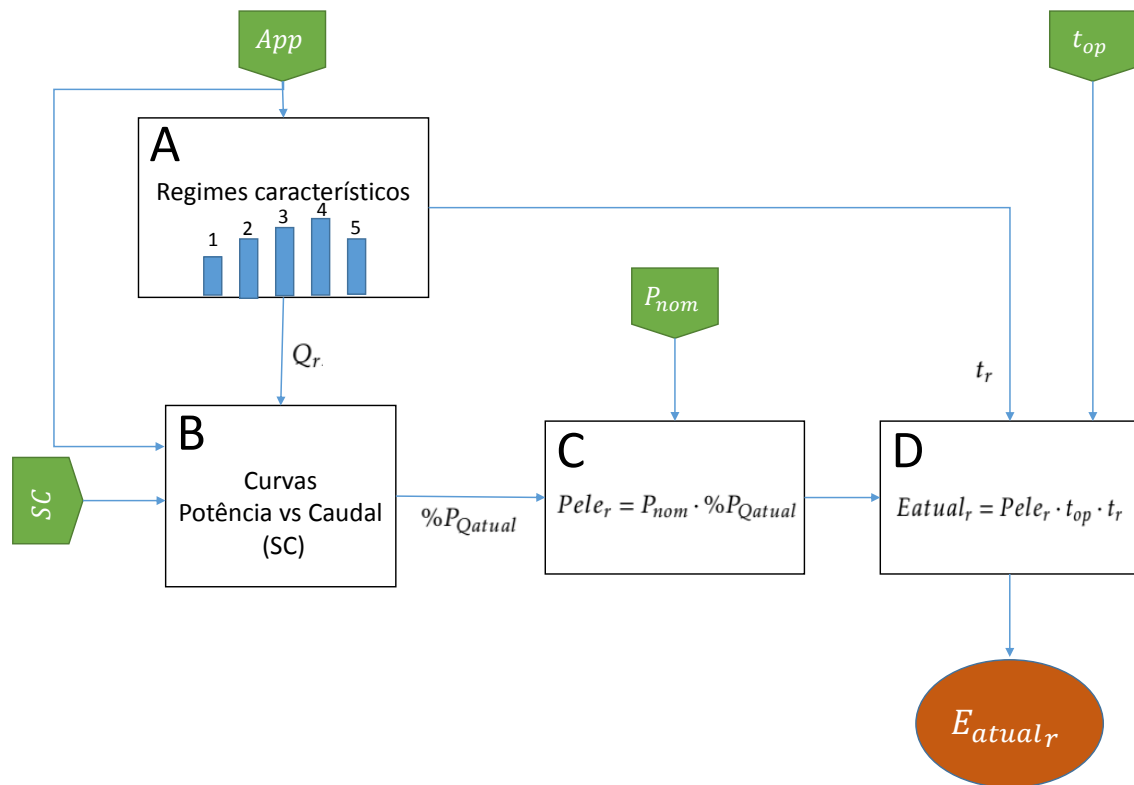 App
t_op
A
Regimes característicos
1 2 3 4 5
P_nom
Q_r.
t_r
B
Curvas
Potência vs Caudal
(SC)
SC
%P_Qatual
C
Pele_r = P_nom · %P_Qatual
D
Eatual_r = Pele_r · t_op · t_r
E_atual_r